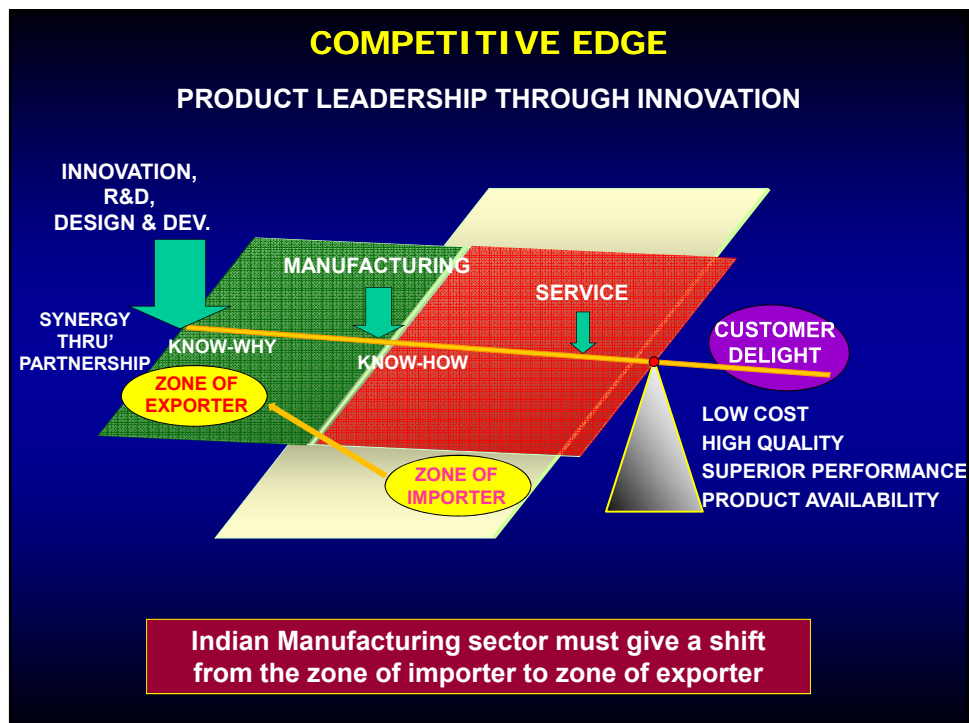 COMPETITIVE EDGE
PRODUCT LEADERSHIP THROUGH INNOVATION
INNOVATION,
R&D,
DESIGN & DEV.
MANUFACTURING
SERVICE
SYNERGY
THRU'
PARTNERSHIP
KNOW-WHY
KNOW-HOW
CUSTOMER
DELIGHT
ZONE OF
EXPORTER
ZONE OF
IMPORTER
LOW COST
HIGH QUALITY
SUPERIOR PERFORMANCE
PRODUCT AVAILABILITY
Indian Manufacturing sector must give a shift
from the zone of importer to zone of exporter